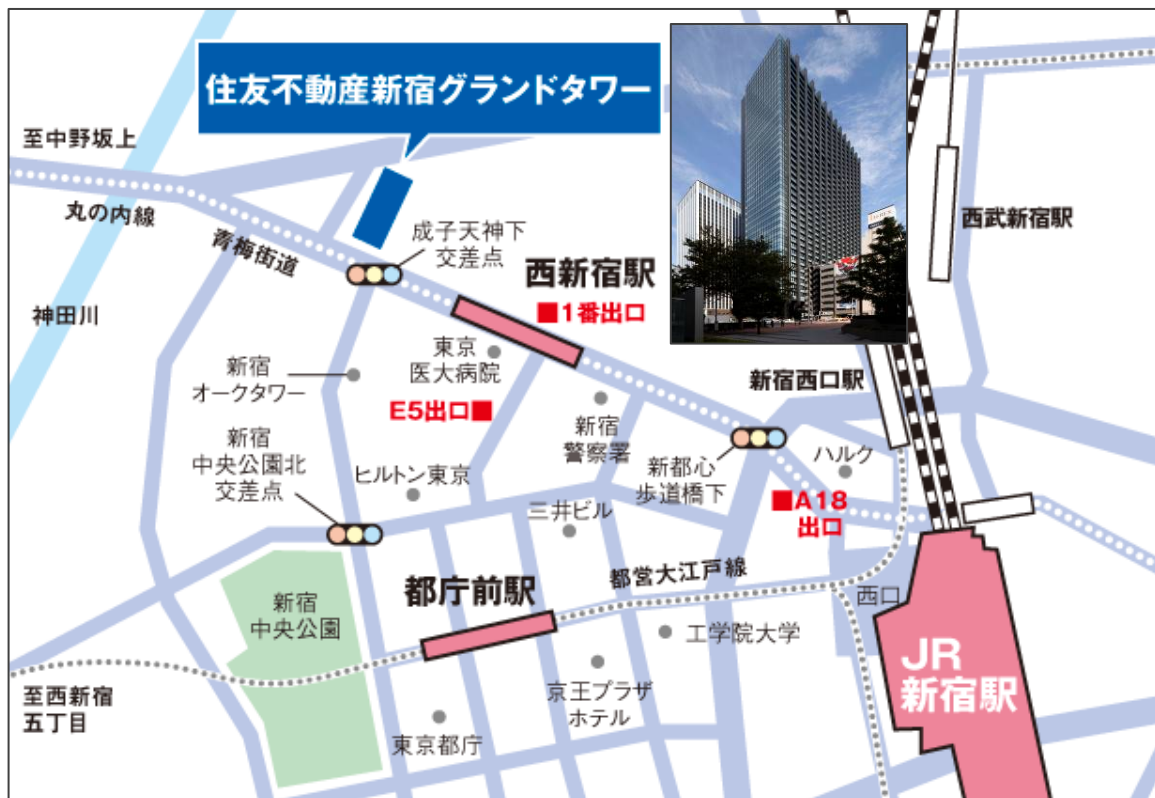 住友不動産新宿グランドタワー
至中野坂上
丸の内線
青梅街道
成子天神下
交差点
西新宿駅
■1番出口
西武新宿駅
神田川
新宿
オークタワー
東京
医大病院
E5出口■
新宿西口駅
新宿
中央公園北
交差点
ヒルトン東京
新宿
警察署
新都心
歩道橋下
ハルク
■A18
出口
三井ビル
都庁前駅
都営大江戸線
西口
新宿
中央公園
工学院大学
JR
新宿駅
至西新宿
五丁目
京王プラザ
ホテル
東京都庁